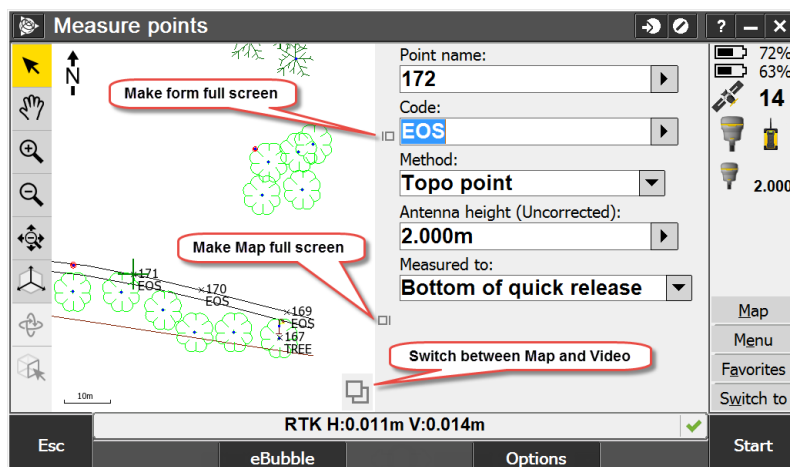 Measure points
?
72%
63%
14
2.000
N
Make form full screen
Make Map full screen
Switch between Map and Video
171
EOS
170
EOS
169
EOS
167
TREE
10m
Point name:
172
Code:
EOS
Method:
Topo point
Antenna height (Uncorrected):
2.000m
Measured to:
Bottom of quick release
Map
Menu
Favorites
Switch to
RTK H:0.011m V:0.014m
Esc
eBubble
Options
Start